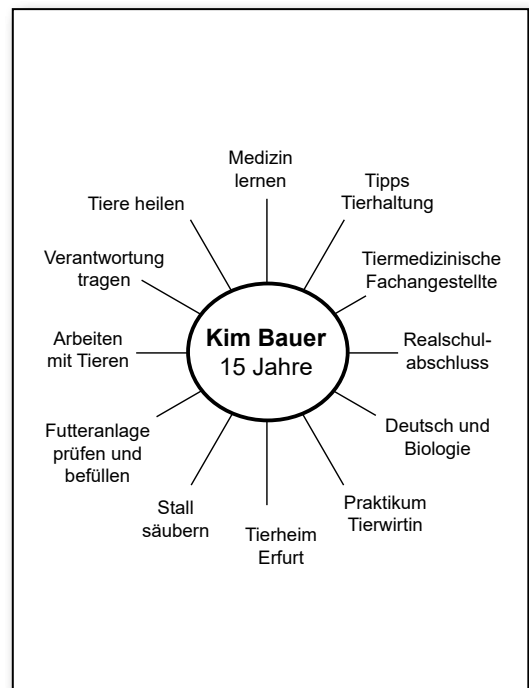 Medizin
lernen
Tipps
Tierhaltung
Tiere heilen
Verantwortung
tragen
Tiermedizinische
Fachangestellte
Kim Bauer
15 Jahre
Arbeiten
mit Tieren
Realschul-
abschluss
Futteranlage
prüfen und
befüllen
Deutsch und
Biologie
Stall
säubern
Praktikum
Tierwirtin
Tierheim
Erfurt